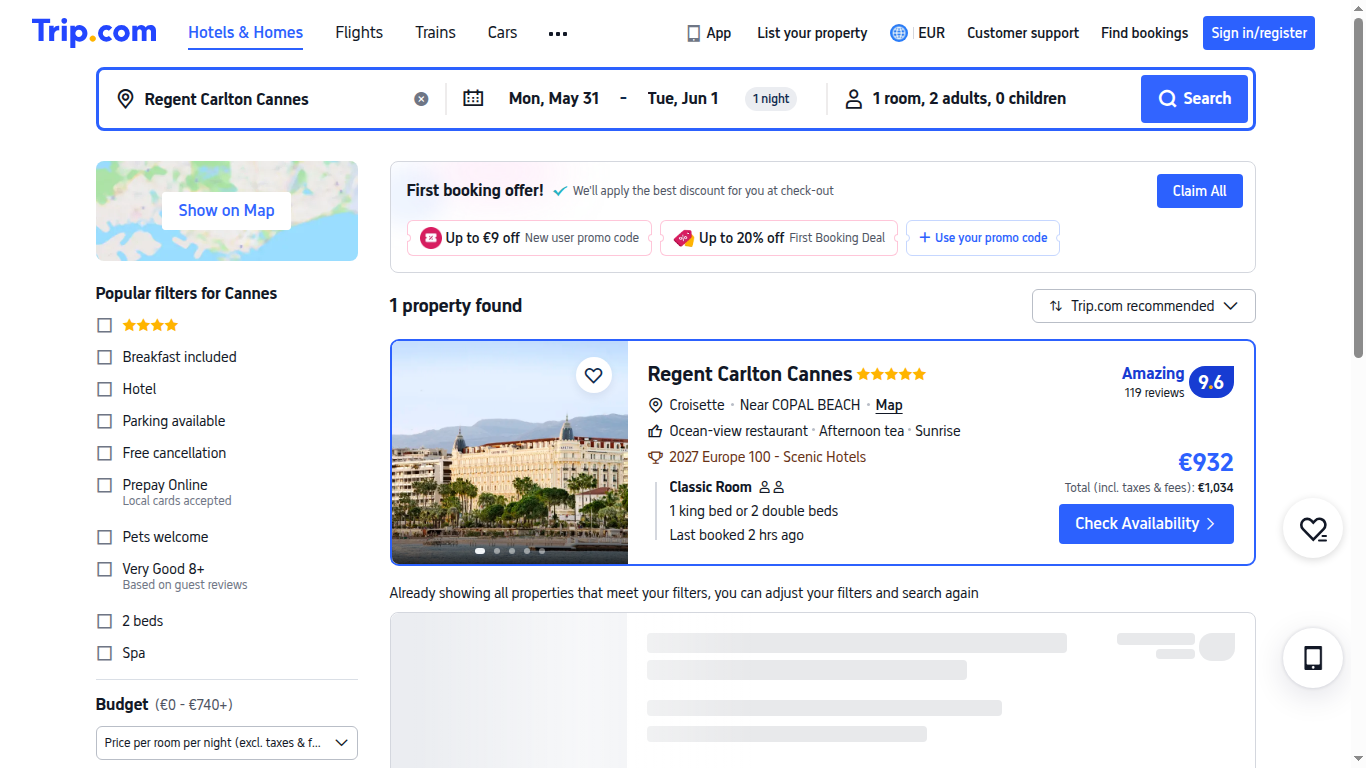 Trip.com
Hotels & Homes
Flights
Trains
Cars
App
List your property
EUR
Customer support
Find bookings
Sign in/register
Regent Carlton Cannes
Mon, May 31 - Tue, Jun 1
1 night
1 room, 2 adults, 0 children
Search
Show on Map
First booking offer! We'll apply the best discount for you at check-out
Claim All
Up to €9 off New user promo code
Up to 20% off First Booking Deal
+ Use your promo code
Popular filters for Cannes
Breakfast included
Hotel
Parking available
Free cancellation
Prepay Online
Local cards accepted
Pets welcome
Very Good 8+
Based on guest reviews
2 beds
Spa
Budget (€0 - €740+)
Price per room per night (excl. taxes & f...
1 property found
Trip.com recommended
Regent Carlton Cannes
Amazing
119 reviews
9.6
Croisette · Near COPAL BEACH · Map
Ocean-view restaurant · Afternoon tea · Sunrise
2027 Europe 100 - Scenic Hotels
Classic Room
1 king bed or 2 double beds
Last booked 2 hrs ago
€932
Total (incl. taxes & fees): €1,034
Check Availability
Already showing all properties that meet your filters, you can adjust your filters and search again